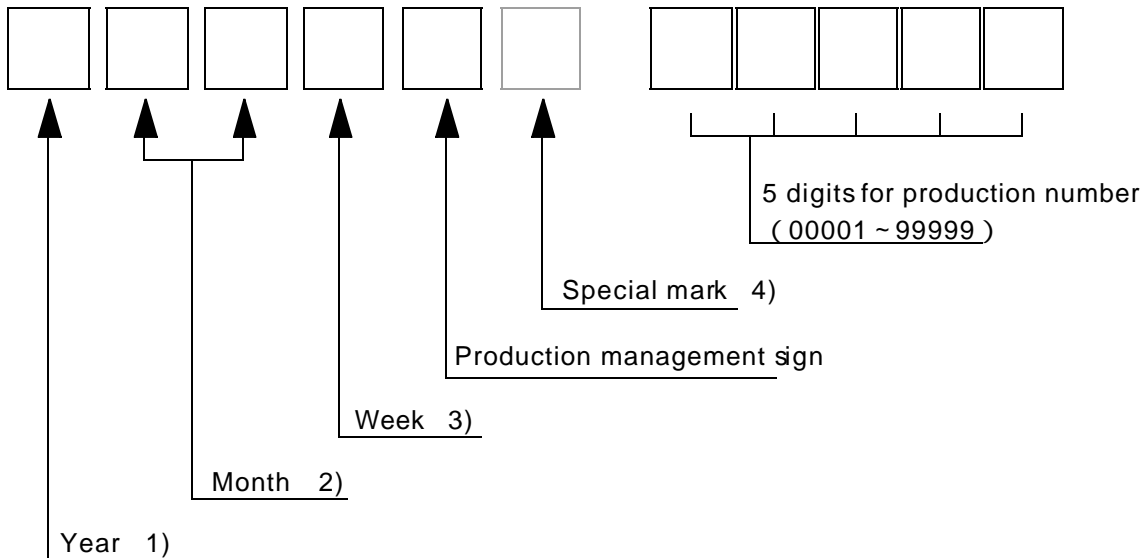 5 digits for production number
( 00001 ~ 99999 )
Special mark 4)
Production management sign
Week 3)
Month 2)
Year 1)